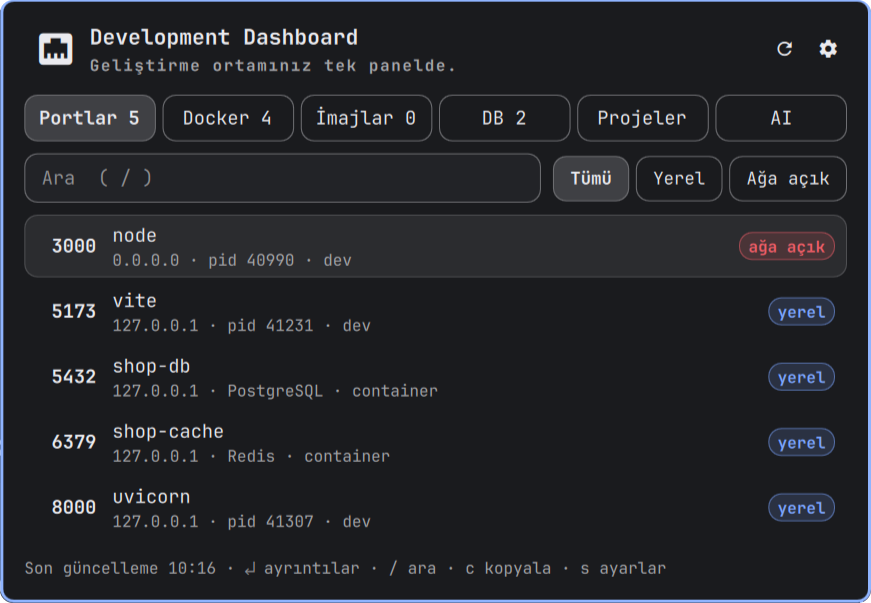 Development Dashboard
Geliştirme ortamınız tek panelde.
Portlar 5 Docker 4 İmajlar 0 DB 2 Projeler AI
Ara ( / ) Tümü Yerel Ağa açık
3000 node ağa açık
0.0.0.0 · pid 40990 · dev
5173 vite yerel
127.0.0.1 · pid 41231 · dev
5432 shop-db yerel
127.0.0.1 · PostgreSQL · container
6379 shop-cache yerel
127.0.0.1 · Redis · container
8000 uvicorn yerel
127.0.0.1 · pid 41307 · dev
Son güncelleme 10:16 · ↲ ayrıntılar · / ara · c kopyala · s ayarlar